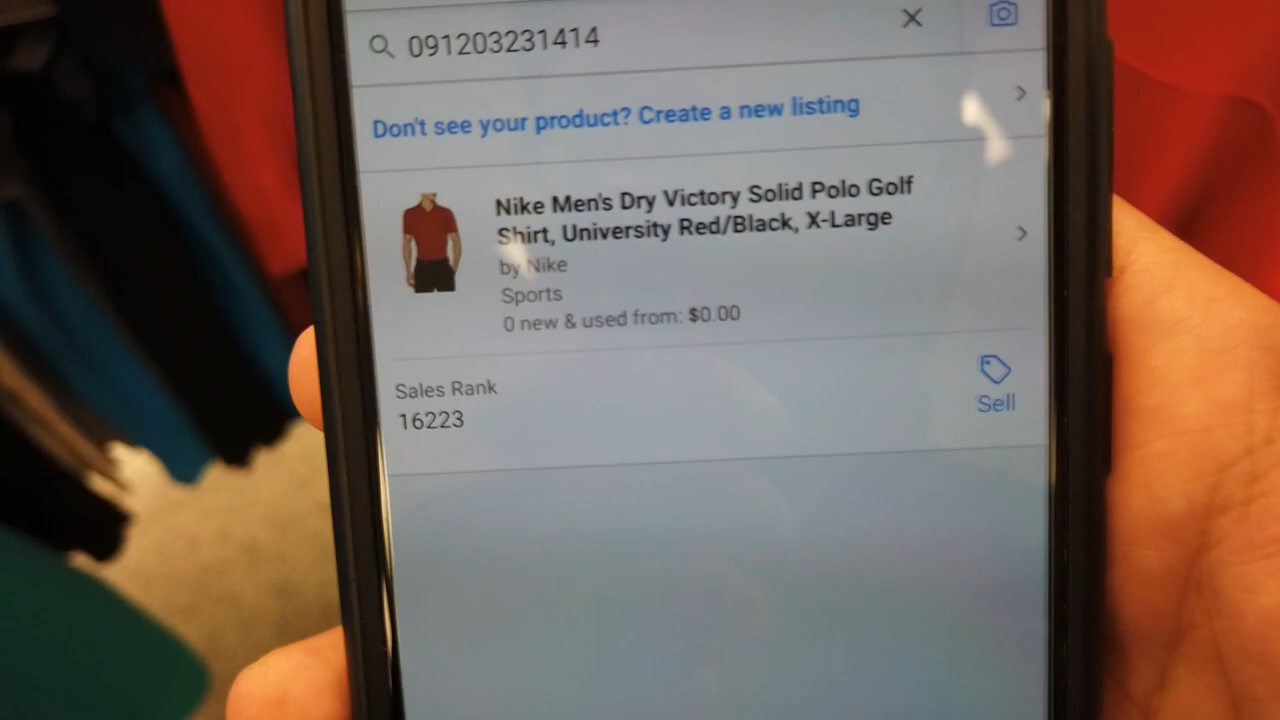 091203231414
Don't see your product? Create a new listing
Nike Men's Dry Victory Solid Polo Golf
Shirt, University Red/Black, X-Large
by Nike
Sports
0 new & used from: $0.00
Sales Rank
16223
Sell